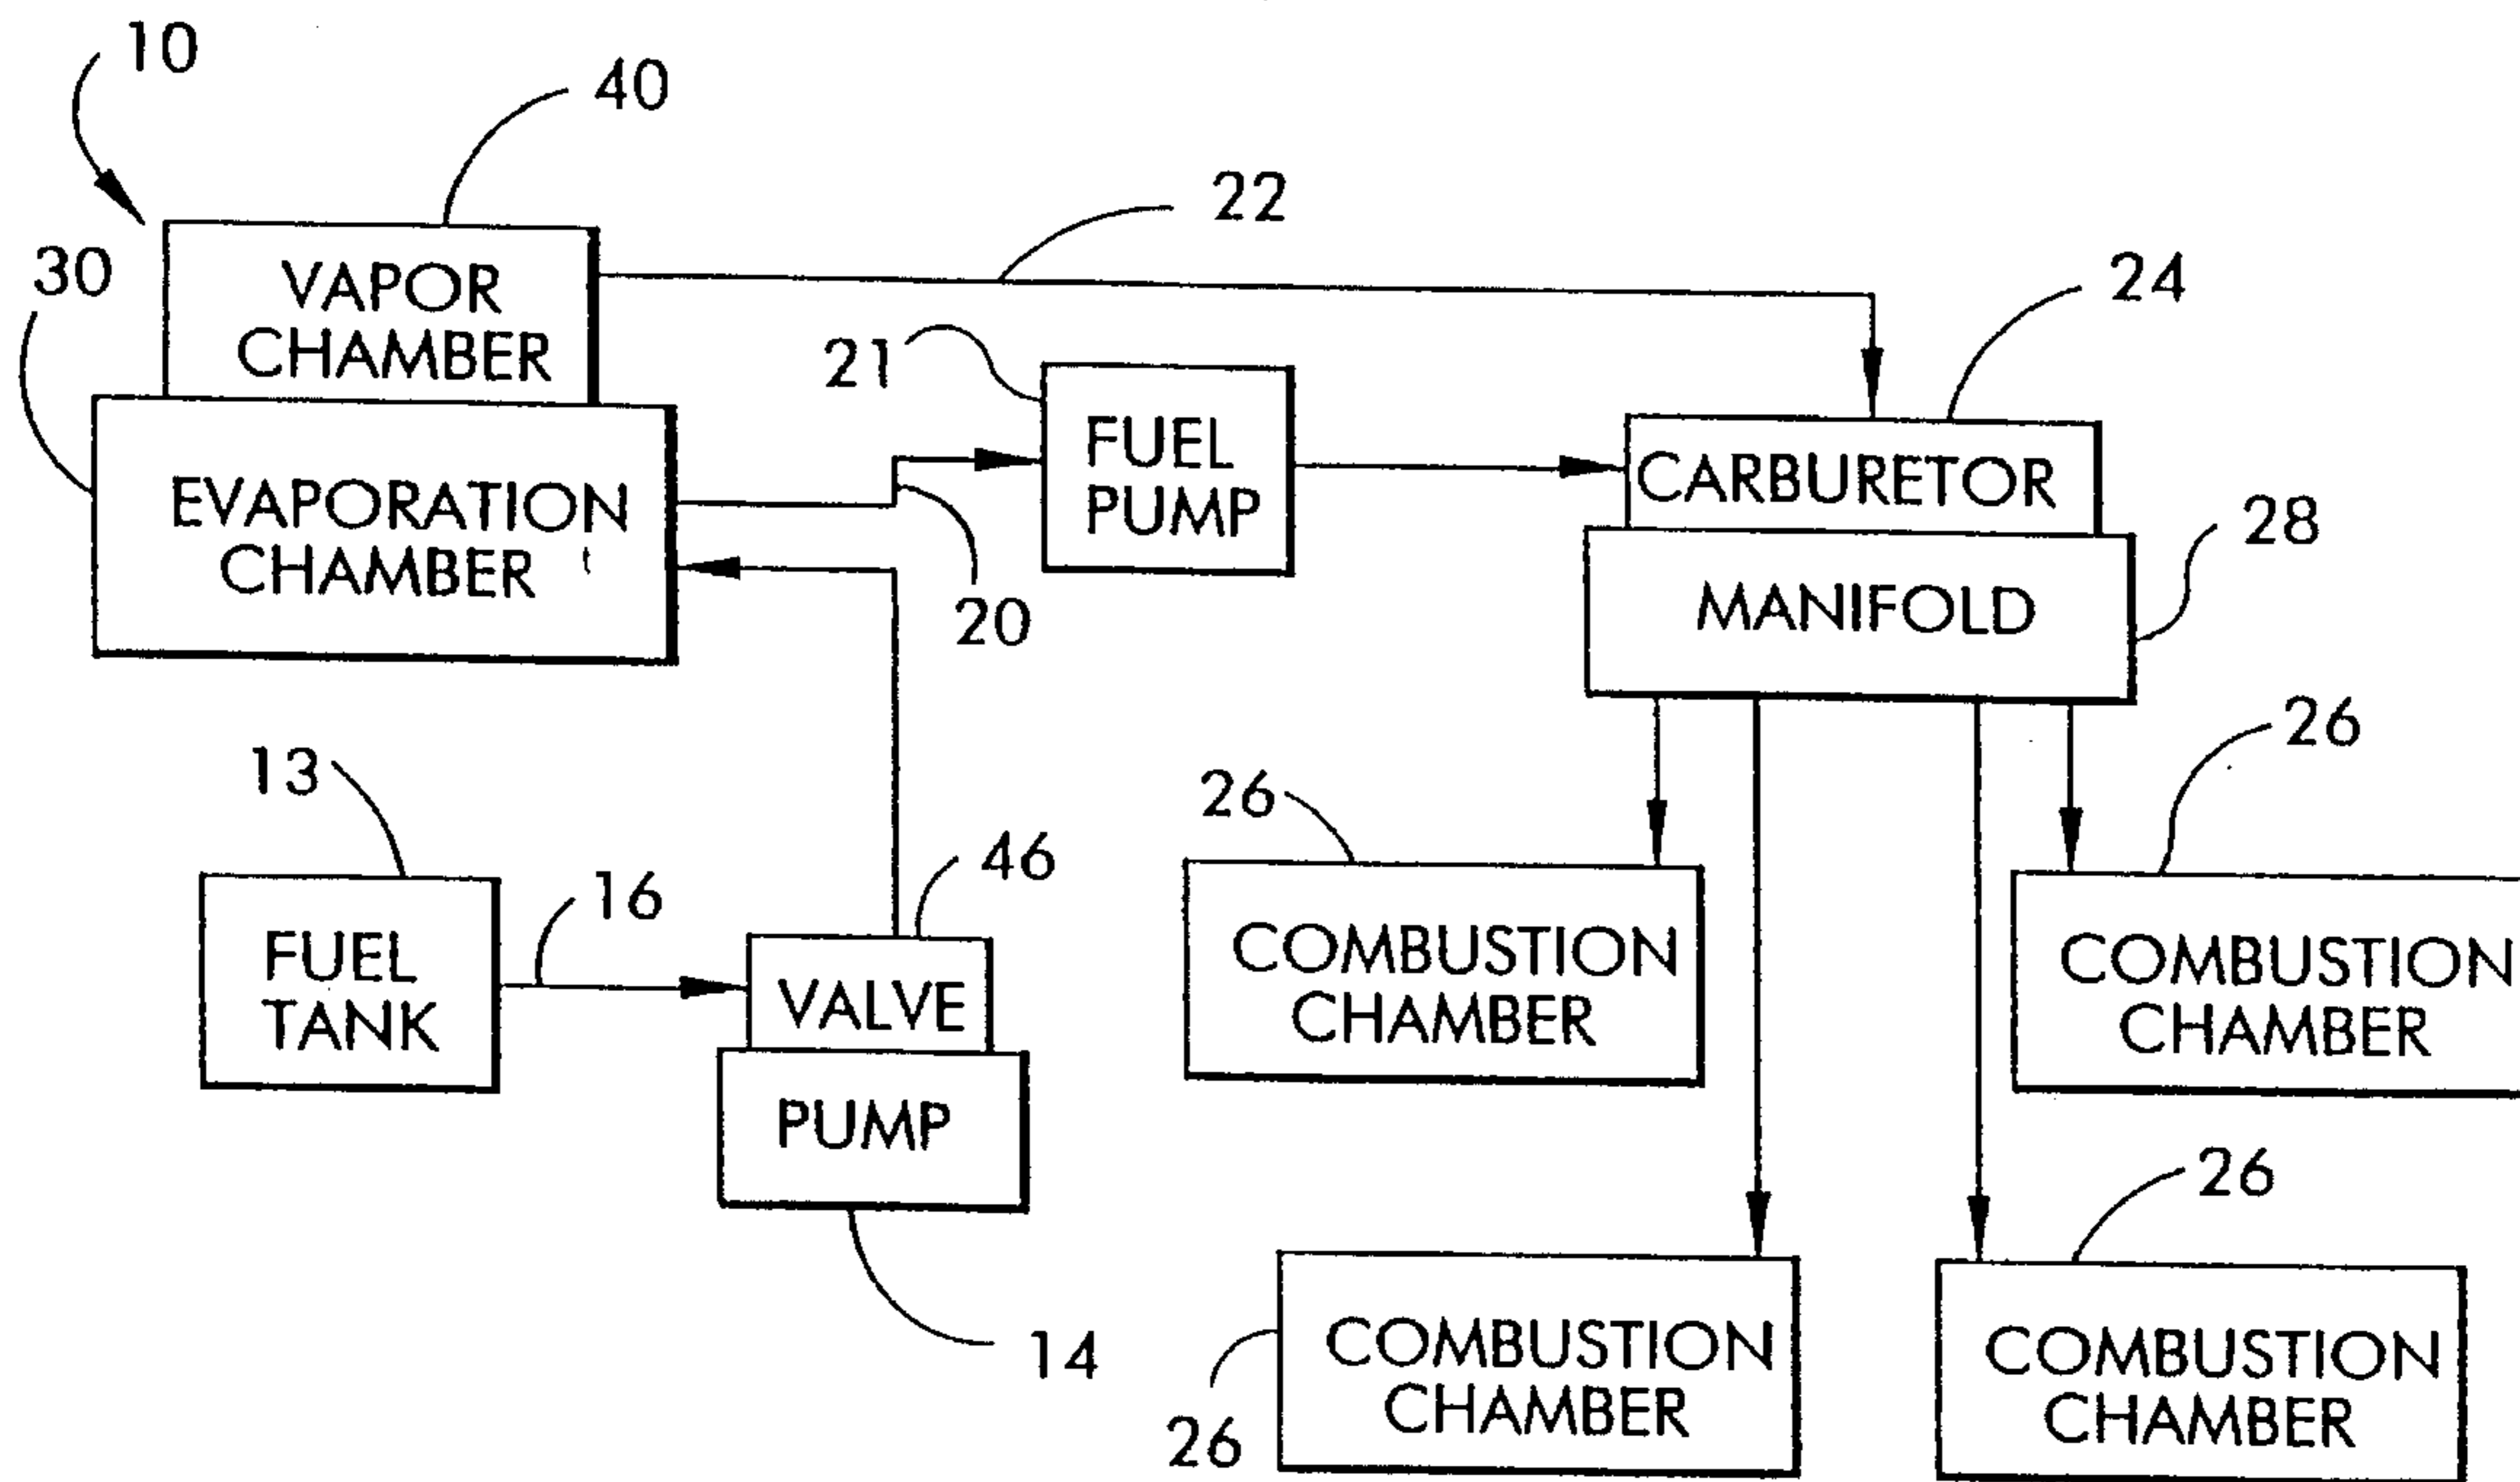 10
40
22
30
VAPOR
CHAMBER
24
21
FUEL
PUMP
CARBURETOR
EVAPORATION
CHAMBER
28
MANIFOLD
20
13
26
26
46
16
FUEL
TANK
VALVE
COMBUSTION
CHAMBER
COMBUSTION
CHAMBER
PUMP
26
14
COMBUSTION
CHAMBER
COMBUSTION
CHAMBER
26